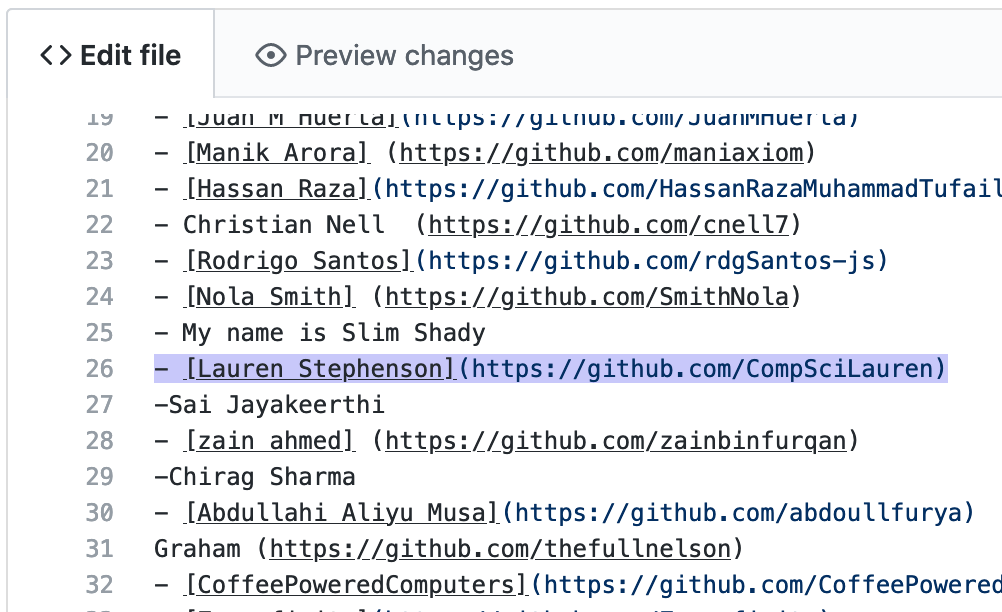 <> Edit file Preview changes
19 - [Juan M Huerta](https://github.com/JuanMHuerta)
20 - [Manik Arora] (https://github.com/maniaxiom)
21 - [Hassan Raza](https://github.com/HassanRazaMuhammadTufail
22 - Christian Nell  (https://github.com/cnell7)
23 - [Rodrigo Santos](https://github.com/rdgSantos-js)
24 - [Nola Smith] (https://github.com/SmithNola)
25 - My name is Slim Shady
26 - [Lauren Stephenson](https://github.com/CompSciLauren)
27 -Sai Jayakeerthi
28 - [zain ahmed] (https://github.com/zainbinfurqan)
29 -Chirag Sharma
30 - [Abdullahi Aliyu Musa](https://github.com/abdoullfurya)
31 Graham (https://github.com/thefullnelson)
32 - [CoffeePoweredComputers](https://github.com/CoffeePowered